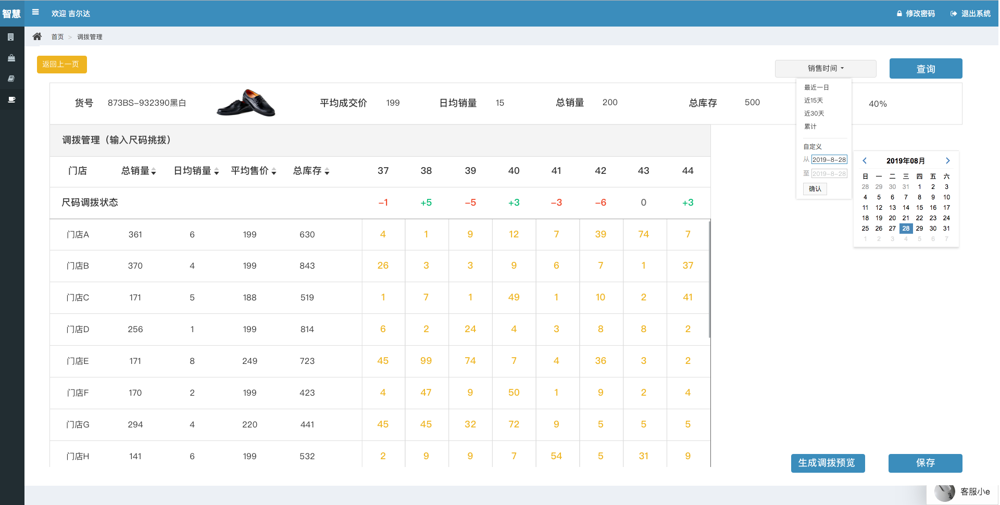 智慧 欢迎 吉尔达 修改密码 退出系统
首页 > 调拨管理
返回上一页 销售时间 查询
货号 873BS-932390黑白 平均成交价 199 日均销量 15 总销量 200 总库存 500 40%
最近一日
近15天
近30天
累计
自定义
从 2019-8-28
至 2019-8-28
确认
2019年08月
日 一 二 三 四 五 六
28 29 30 31 1 2 3
4 5 6 7 8 9 10
11 12 13 14 15 16 17
18 19 20 21 22 23 24
25 26 27 28 29 30 31
1 2 3 4 5 6 7
调拨管理（输入尺码挑拨）
门店 总销量 日均销量 平均售价 总库存 37 38 39 40 41 42 43 44
尺码调拨状态 -1 +5 -5 +3 -3 -6 0 +3
门店A 361 6 199 630 4 1 9 12 7 39 74 7
门店B 370 4 199 843 26 3 3 9 6 7 1 37
门店C 171 5 188 519 1 7 1 49 1 10 2 41
门店D 256 1 199 814 6 2 24 4 3 8 8 2
门店E 171 8 249 723 45 99 74 7 4 36 3 2
门店F 170 2 199 423 4 47 9 50 1 9 2 4
门店G 294 4 220 441 45 45 32 72 9 5 5 5
门店H 141 6 199 532 2 9 9 7 54 5 31 9
生成调拨预览 保存
客服小e